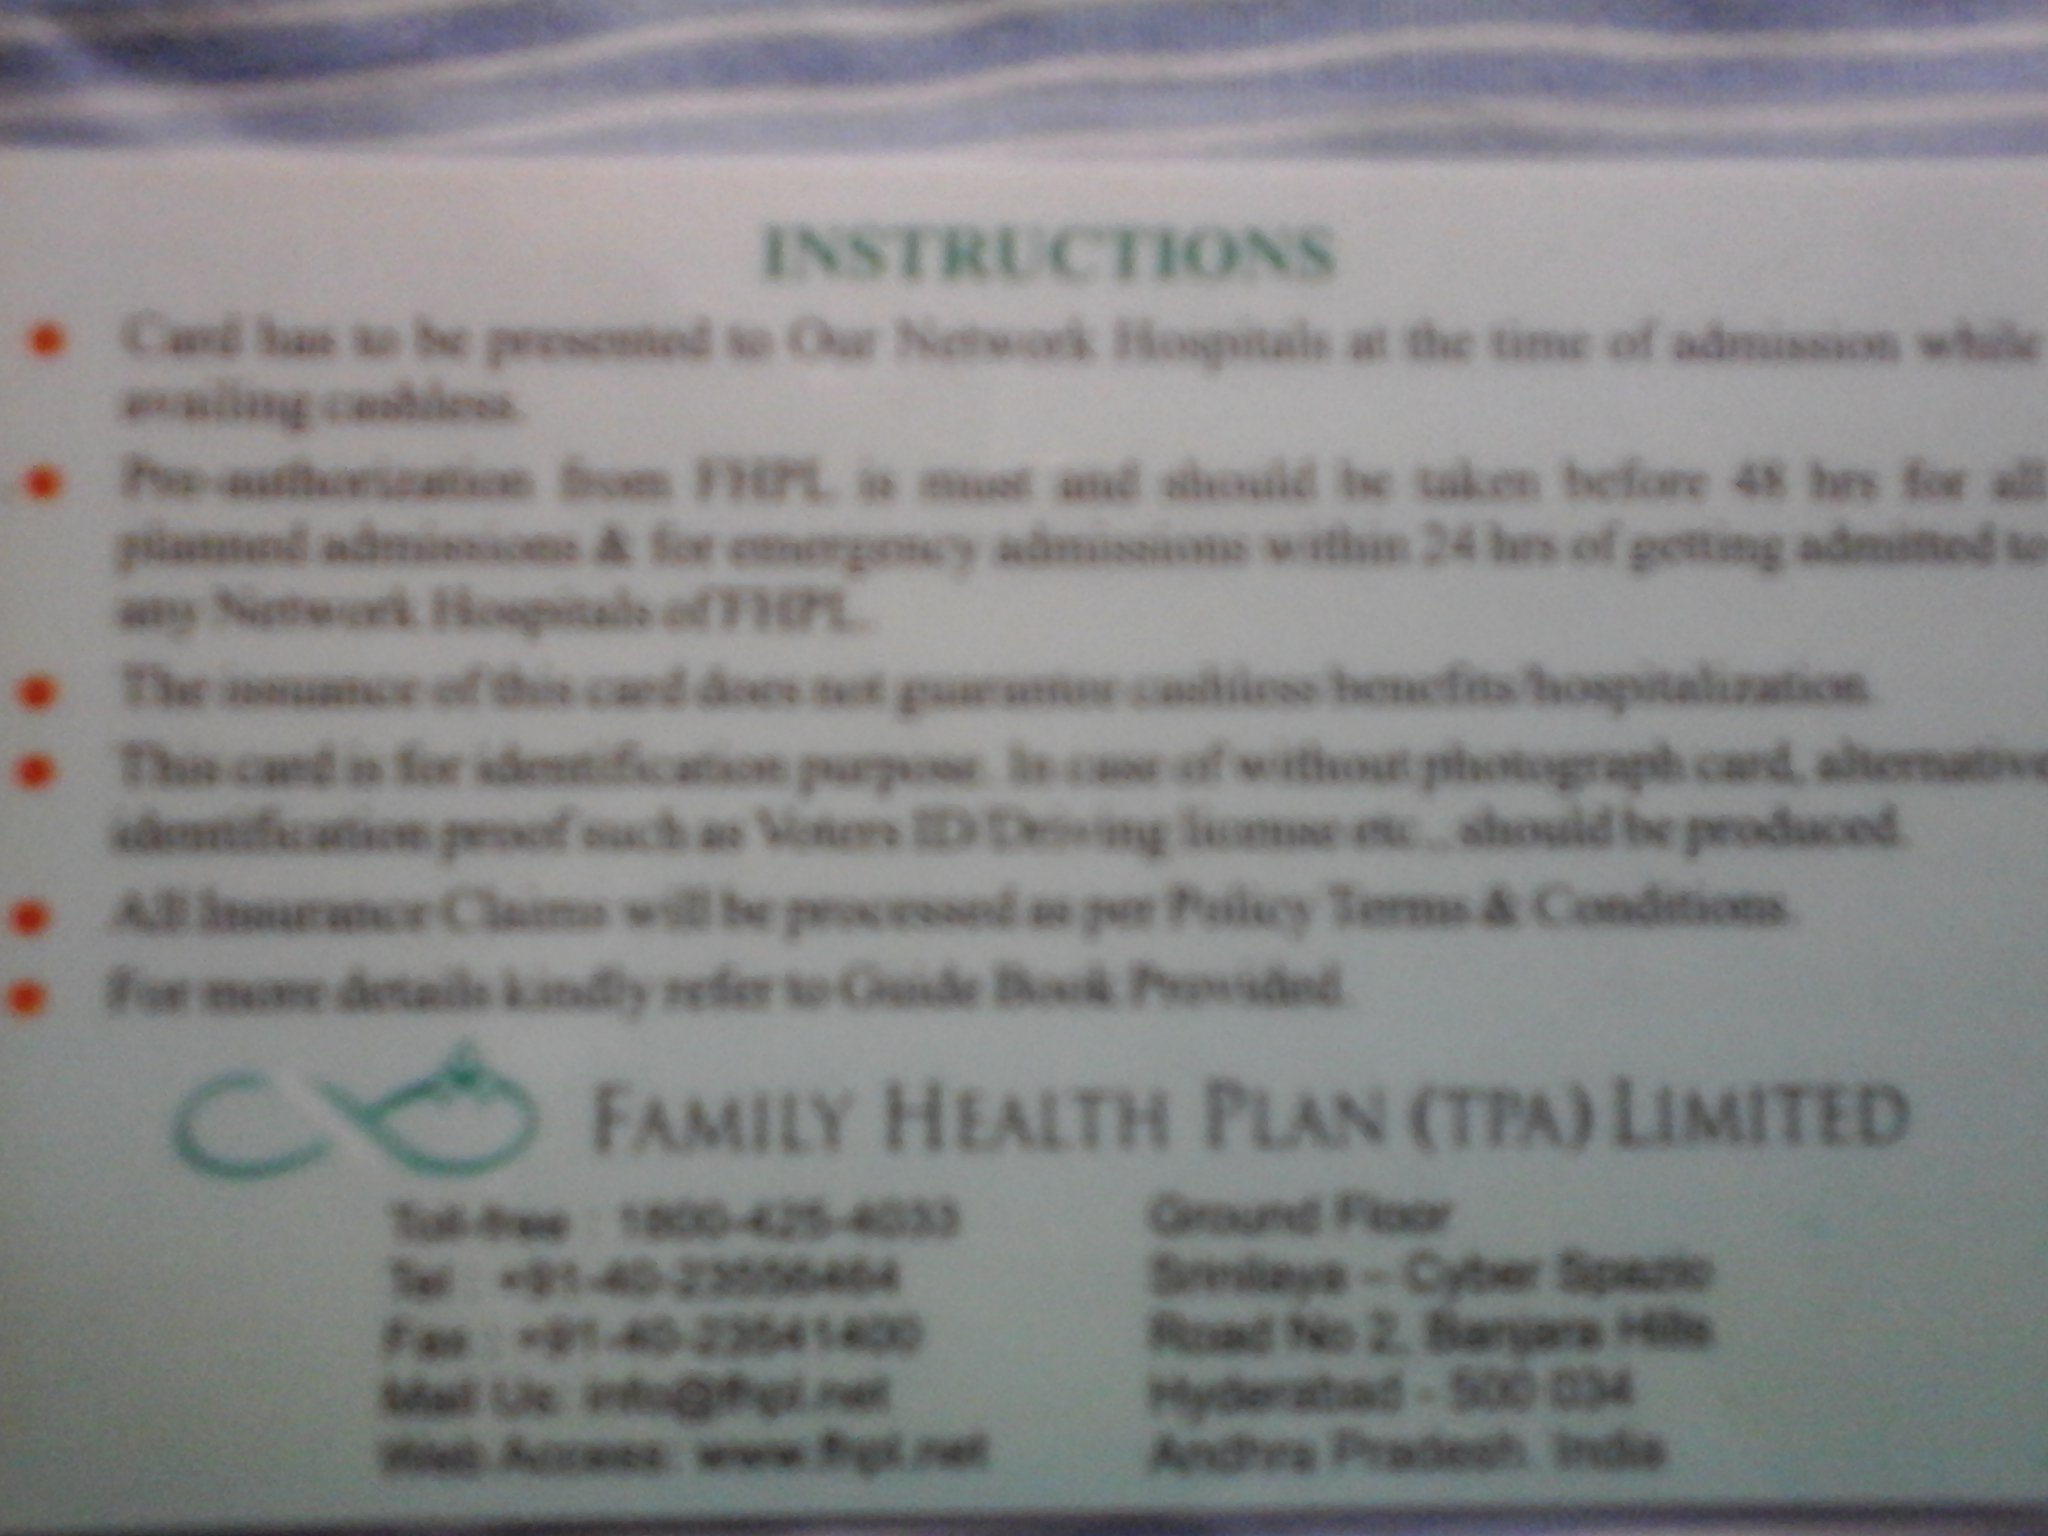 INSTRUCTIONS
Card has to be presented to Our Network Hospitals at the time of admission while
availing cashless.
Pre-authorization from FHPL is must and should be taken before 48 hrs for all
planned admissions & for emergency admissions within 24 hrs of getting admitted to
any Network Hospitals of FHPL.
The issuance of this card does not guarantee cashless benefits/hospitalization.
This card is for identification purpose. In case of without photograph card, alternative
identification proof such as Voters ID/Driving license etc., should be produced.
All Insurance Claims will be processed as per Policy Terms & Conditions.
For more details kindly refer to Guide Book Provided.
FAMILY HEALTH PLAN (TPA) LIMITED
Toll-free : 1800-425-4033
Tel : +91-40-23556464
Fax : +91-40-23541400
Mail Us: info@fhpl.net
Web Access: www.fhpl.net
Ground Floor
Srinilaya - Cyber Spazio
Road No 2, Banjara Hills
Hyderabad - 500 034
Andhra Pradesh. India